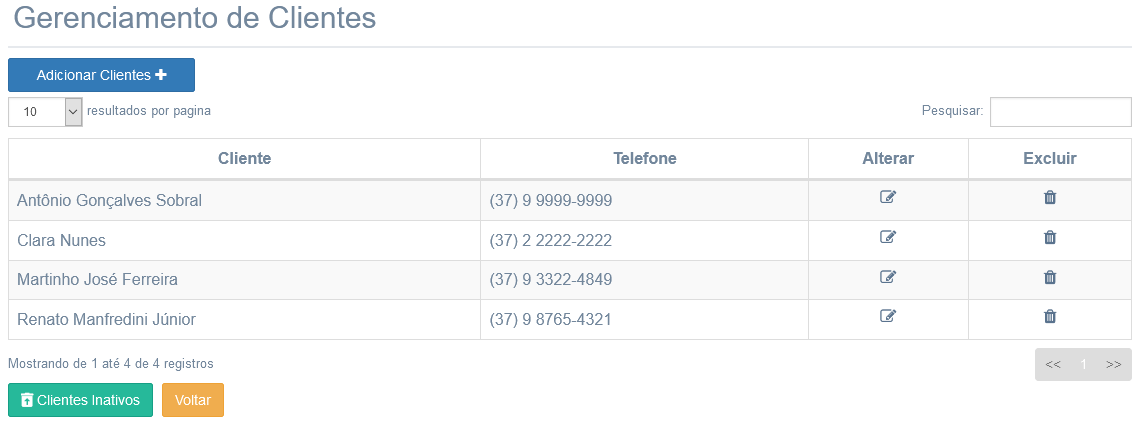 Gerenciamento de Clientes
Adicionar Clientes
10 resultados por pagina Pesquisar:
Cliente Telefone Alterar Excluir
Antônio Gonçalves Sobral (37) 9 9999-9999
Clara Nunes (37) 2 2222-2222
Martinho José Ferreira (37) 9 3322-4849
Renato Manfredini Júnior (37) 9 8765-4321
Mostrando de 1 até 4 de 4 registros << 1 >>
Clientes Inativos Voltar